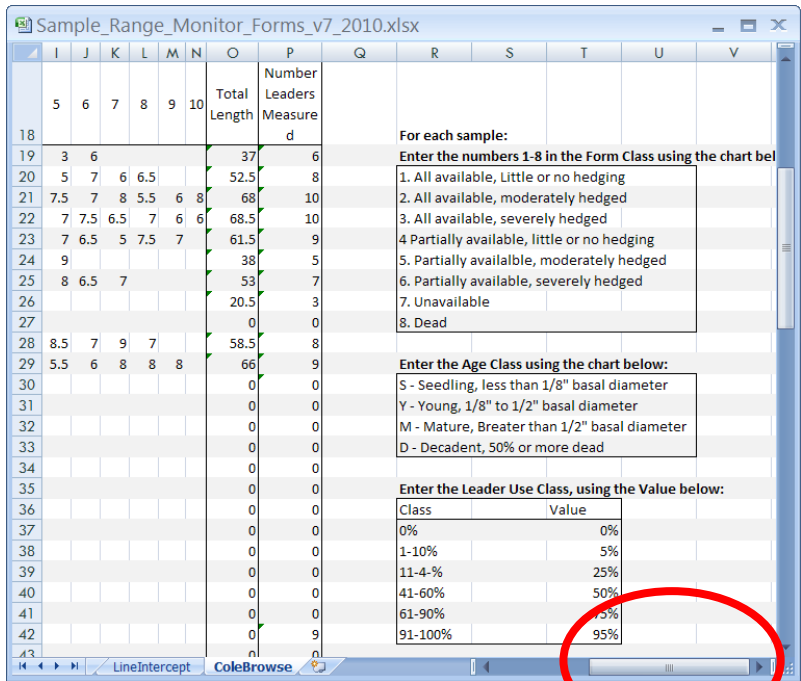 Sample_Range_Monitor_Forms_v7_2010.xlsx
I J K L M N O P Q R S T U V
18 5 6 7 8 9 10 Total Length Number Leaders Measured For each sample:
19 3 6 37 6 Enter the numbers 1-8 in the Form Class using the chart bel
20 5 7 6 6.5 52.5 8 1. All available, Little or no hedging
21 7.5 7 8 5.5 6 8 68 10 2. All available, moderately hedged
22 7 7.5 6.5 7 6 6 68.5 10 3. All available, severely hedged
23 7 6.5 5 7.5 7 61.5 9 4 Partially available, little or no hedging
24 9 38 5 5. Partially availalble, moderately hedged
25 8 6.5 7 53 7 6. Partially available, severely hedged
26 20.5 3 7. Unavailable
27 0 0 8. Dead
28 8.5 7 9 7 58.5 8
29 5.5 6 8 8 8 66 9 Enter the Age Class using the chart below:
30 0 0 S - Seedling, less than 1/8" basal diameter
31 0 0 Y - Young, 1/8" to 1/2" basal diameter
32 0 0 M - Mature, Breater than 1/2" basal diameter
33 0 0 D - Decadent, 50% or more dead
34 0 0
35 0 0 Enter the Leader Use Class, using the Value below:
36 0 0 Class Value
37 0 0 0% 0%
38 0 0 1-10% 5%
39 0 0 11-4-% 25%
40 0 0 41-60% 50%
41 0 0 61-90% 75%
42 0 9 91-100% 95%
43 0 0
LineIntercept ColeBrowse